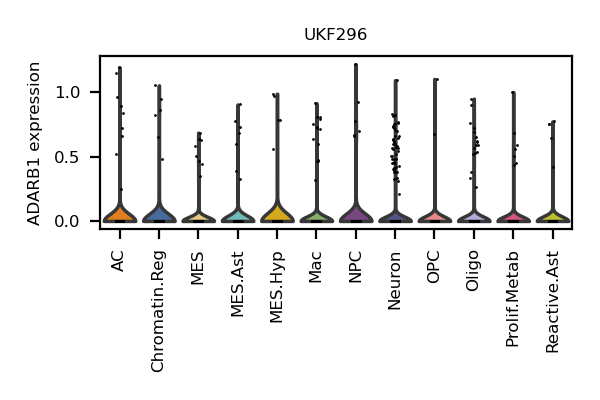 UKF296
ADARB1 expression
1.0
0.5
0.0
AC
Chromatin.Reg
MES
MES.Ast
MES.Hyp
Mac
NPC
Neuron
OPC
Oligo
Prolif.Metab
Reactive.Ast